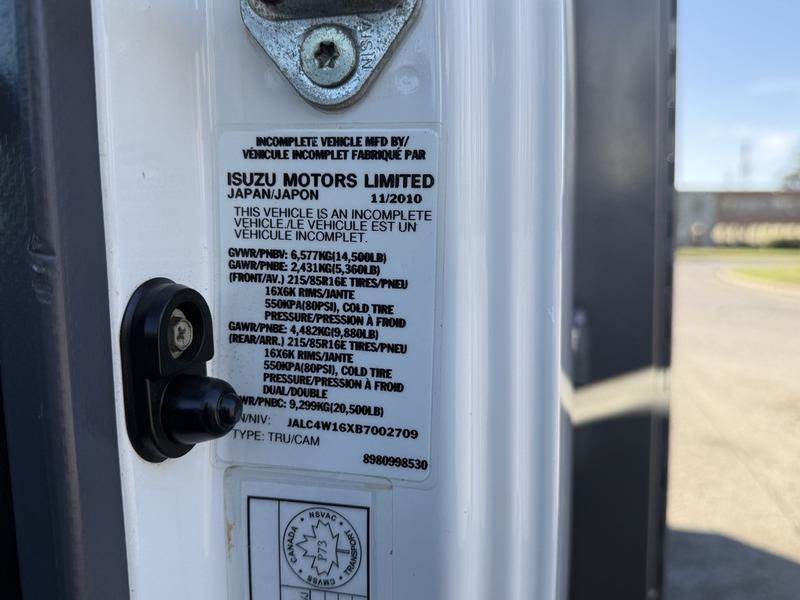 INCOMPLETE VEHICLE MFD BY/
VÉHICULE INCOMPLET FABRIQUÉ PAR
ISUZU MOTORS LIMITED
JAPAN/JAPON 11/2010
THIS VEHICLE IS AN INCOMPLETE
VEHICLE./LE VÉHICULE EST UN
VÉHICULE INCOMPLET.
GVWR/PNBV: 6,577KG(14,500LB)
GAWR/PNBE: 2,431KG(5,360LB)
(FRONT/AV.) 215/85R16E TIRES/PNEU
16X6K RIMS/JANTE
550KPA(80PSI), COLD TIRE
PRESSURE/PRESSION À FROID
GAWR/PNBE: 4,482KG(9,880LB)
(REAR/ARR.) 215/85R16E TIRES/PNEU
16X6K RIMS/JANTE
550KPA(80PSI), COLD TIRE
PRESSURE/PRESSION À FROID
DUAL/DOUBLE
WR/PNBC: 9,299KG(20,500LB)
N/NIV: JALC4W16XB7002709
TYPE: TRU/CAM
8980998530
NSVAC
CANADA
P73
TRANSPORT
CMVSS